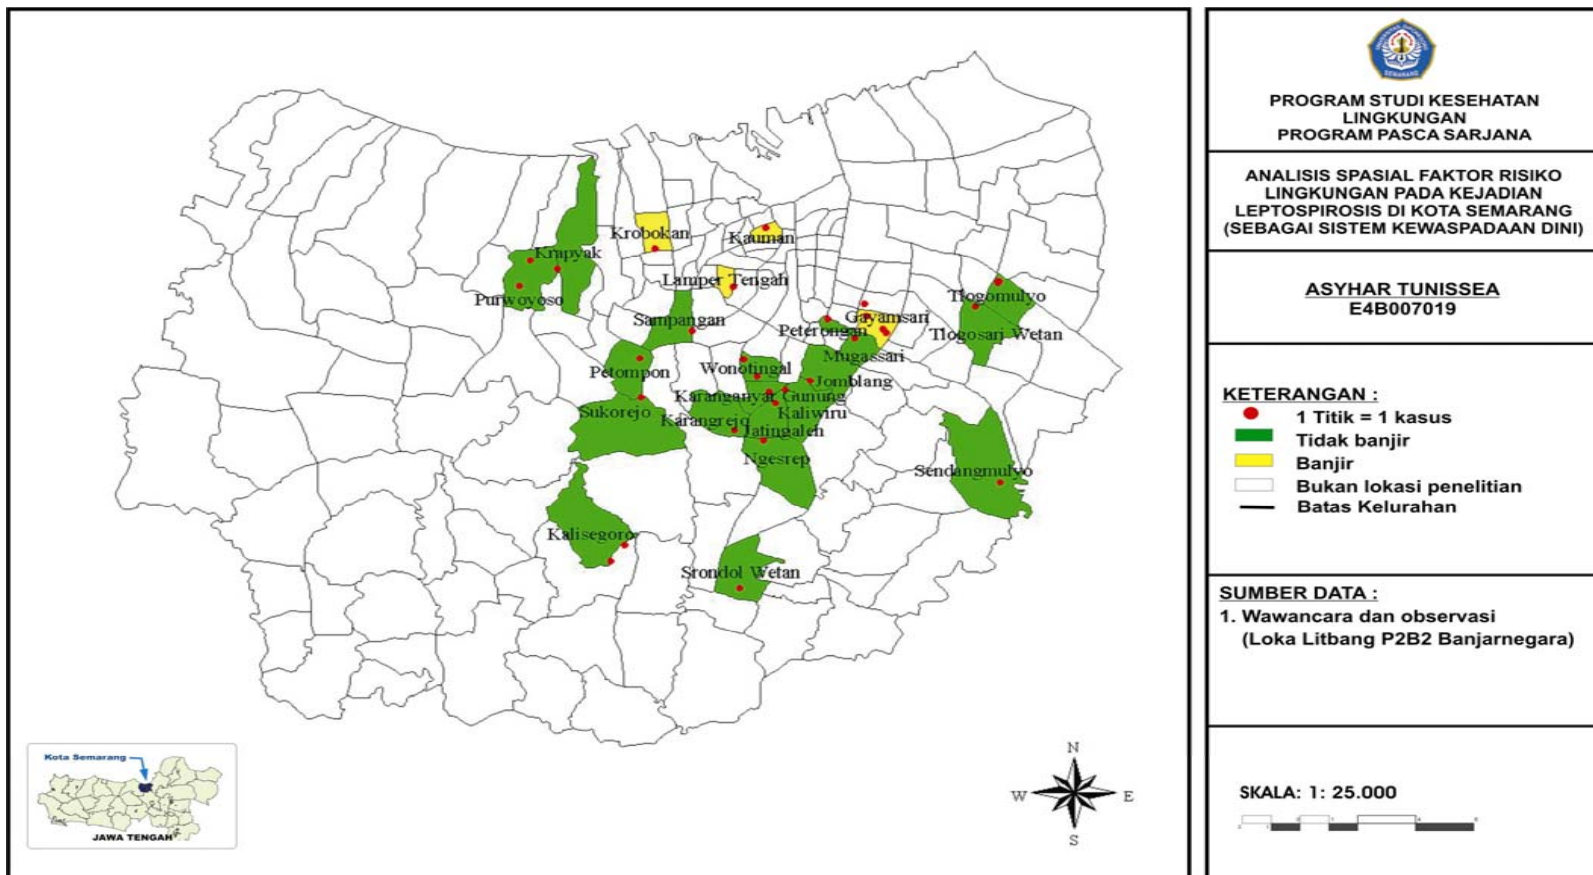 Krobokan
Kauman
Krapyak
Lamper Tengah
Purwoyoso
Tlogomulyo
Sampangan
Gayamsari
Peterongan
Tlogosari Wetan
Mugassari
Wonotingal
Petompon
Jomblang
Karanganyar Gunung
Sukorejo
Kaliwiru
Karangrejo
Jatingaleh
Ngesrep
Sendangmulyo
Kalisegoro
Srondol Wetan
Kota Semarang
JAWA TENGAH
N
W E
S
PROGRAM STUDI KESEHATAN
LINGKUNGAN
PROGRAM PASCA SARJANA
ANALISIS SPASIAL FAKTOR RISIKO
LINGKUNGAN PADA KEJADIAN
LEPTOSPIROSIS DI KOTA SEMARANG
(SEBAGAI SISTEM KEWASPADAAN DINI)
ASYHAR TUNISSEA
E4B007019
KETERANGAN :
1 Titik = 1 kasus
Tidak banjir
Banjir
Bukan lokasi penelitian
Batas Kelurahan
SUMBER DATA :
1. Wawancara dan observasi
(Loka Litbang P2B2 Banjarnegara)
SKALA: 1: 25.000